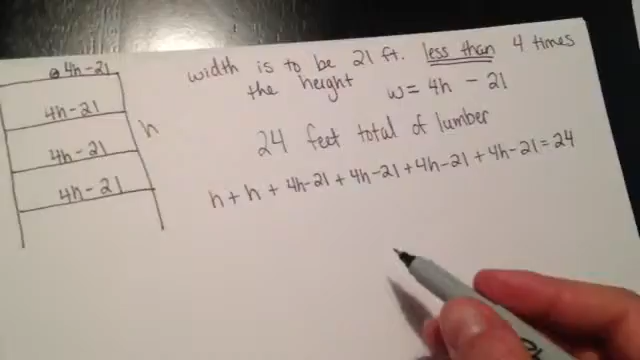 4h-21
4h-21
4h-21
4h-21
h
width is to be 21 ft. less than 4 times
the height w = 4h - 21
24 feet total of lumber
h + h + 4h-21 + 4h-21 + 4h-21 + 4h-21 = 24